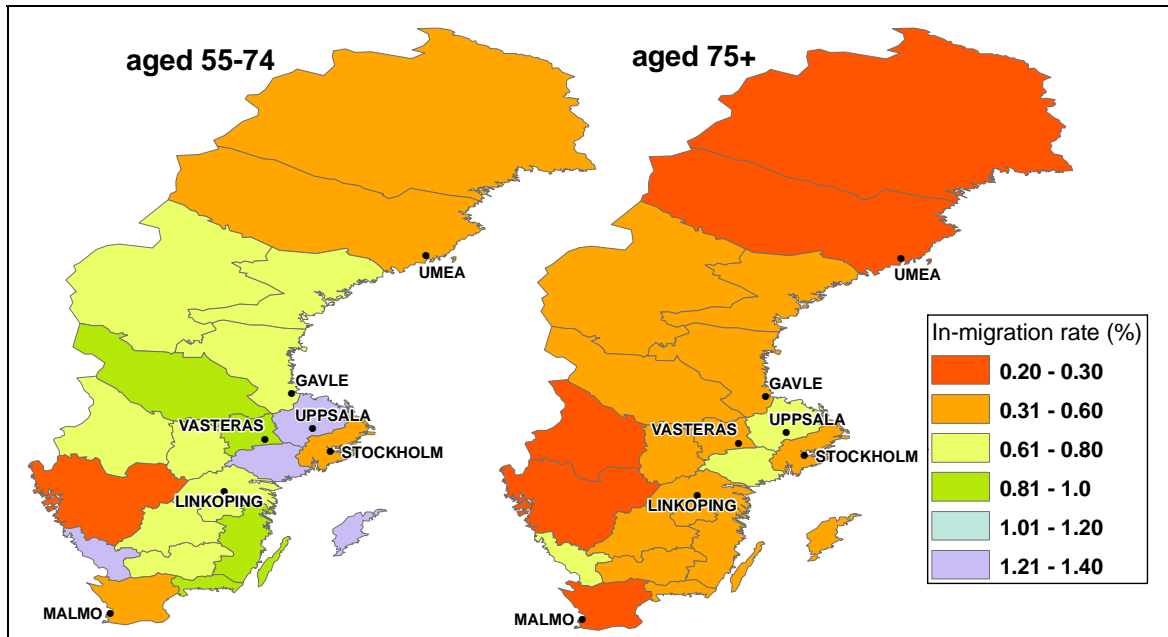 aged 55-74
aged 75+
UMEA
GAVLE
UPPSALA
VASTERAS
STOCKHOLM
LINKOPING
MALMO
UMEA
GAVLE
UPPSALA
VASTERAS
STOCKHOLM
LINKOPING
MALMO
In-migration rate (%)
0.20 - 0.30
0.31 - 0.60
0.61 - 0.80
0.81 - 1.0
1.01 - 1.20
1.21 - 1.40